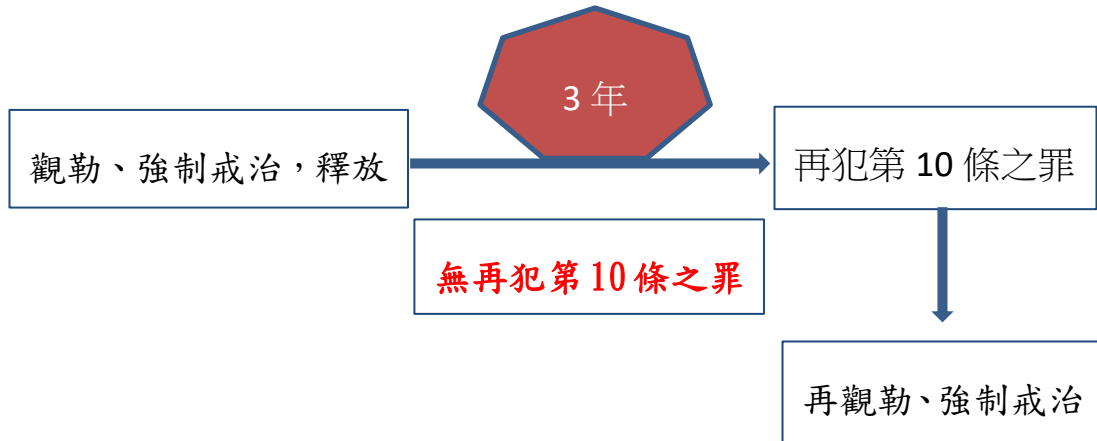 3 年
觀勒、強制戒治，釋放
再犯第 10 條之罪
無再犯第 10 條之罪
再觀勒、強制戒治